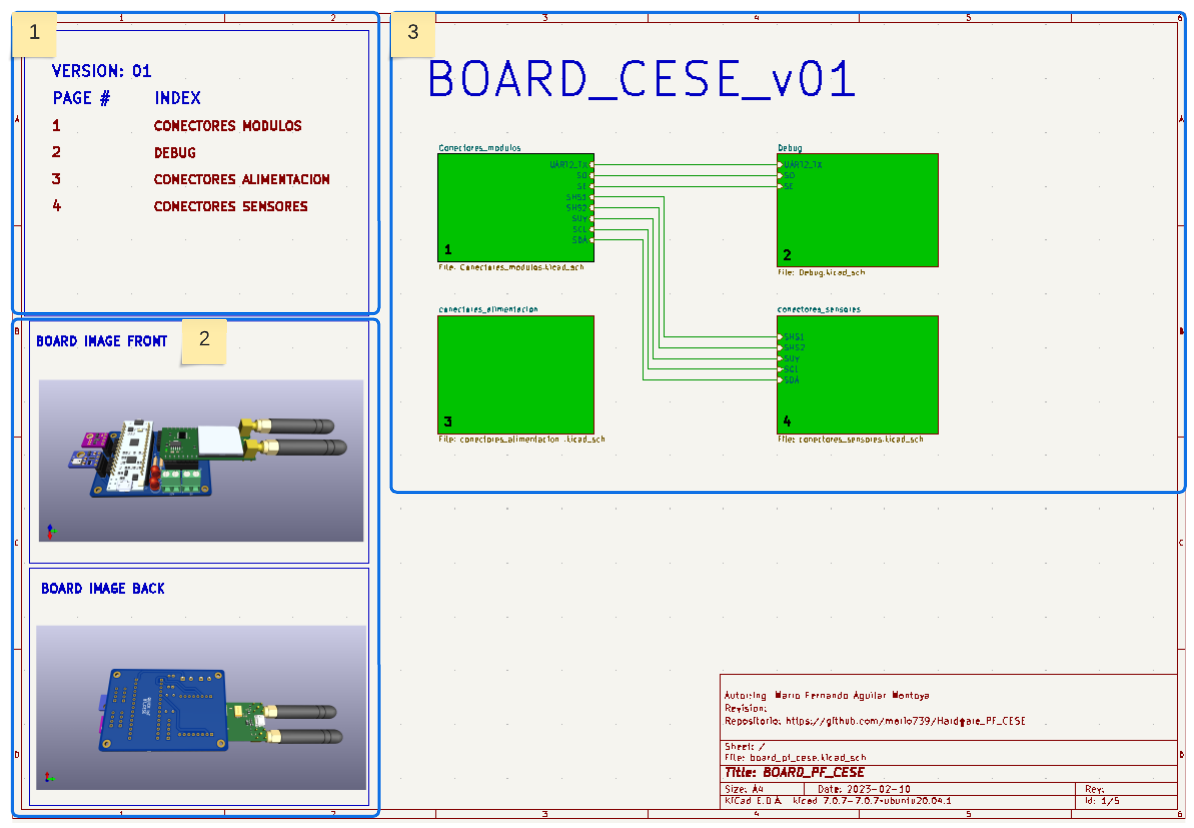 1
VERSION: 01
PAGE # INDEX
1 CONECTORES MODULOS
2 DEBUG
3 CONECTORES ALIMENTACION
4 CONECTORES SENSORES
2
BOARD IMAGE FRONT
BOARD IMAGE BACK
3
BOARD_CESE_v01
Conectores_modulos
UART2_TX
SO
SE
SHS1
SHS2
SUV
SCL
SDA
1
File: Conectores_modulos.kicad_sch
Debug
UART2_TX
SO
SE
2
File: Debug.kicad_sch
conectores_alimentacion
3
File: conectores_alimentacion .kicad_sch
conectores_sensores
SHS1
SHS2
SUV
SCL
SDA
4
File: conectores_sensores.kicad_sch
Autor:Ing. Mario Fernando Aguilar Montoya
Revision:
Repositorio: https://github.com/mario739/Hardware_PF_CESE
Sheet: /
File: board_pf_cese.kicad_sch
Title: BOARD_PF_CESE
Size: A4 Date: 2023-02-10 Rev:
KiCad E.D.A. kicad 7.0.7-7.0.7~ubuntu20.04.1 Id: 1/5
1 2 3 4 5 6
A B C D